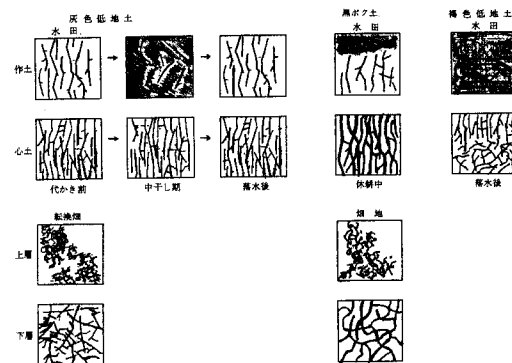 灰色低地土
水田
黒ボク土
水田
褐色低地土
水田
作土
心土
代かき前
中干し期
落水後
休耕中
落水後
転換畑
畑地
上層
下層